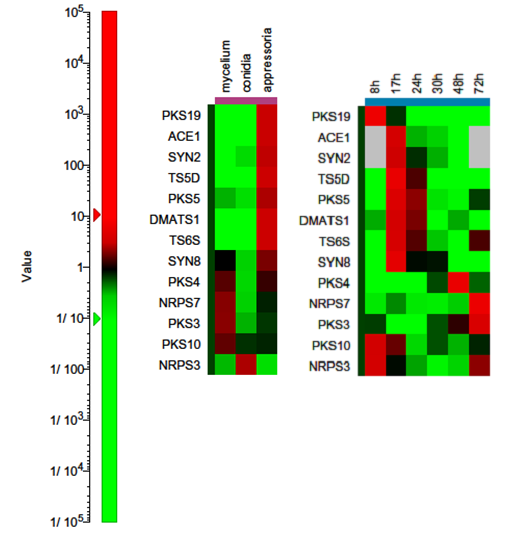 10^5
10^4
10^3
100
10
1
1/ 10
1/ 100
1/ 10^3
1/ 10^4
1/ 10^5
Value
mycelium
conidia
appressoria
PKS19
ACE1
SYN2
TS5D
PKS5
DMATS1
TS6S
SYN8
PKS4
NRPS7
PKS3
PKS10
NRPS3
8h
17h
24h
30h
48h
72h
PKS19
ACE1
SYN2
TS5D
PKS5
DMATS1
TS6S
SYN8
PKS4
NRPS7
PKS3
PKS10
NRPS3